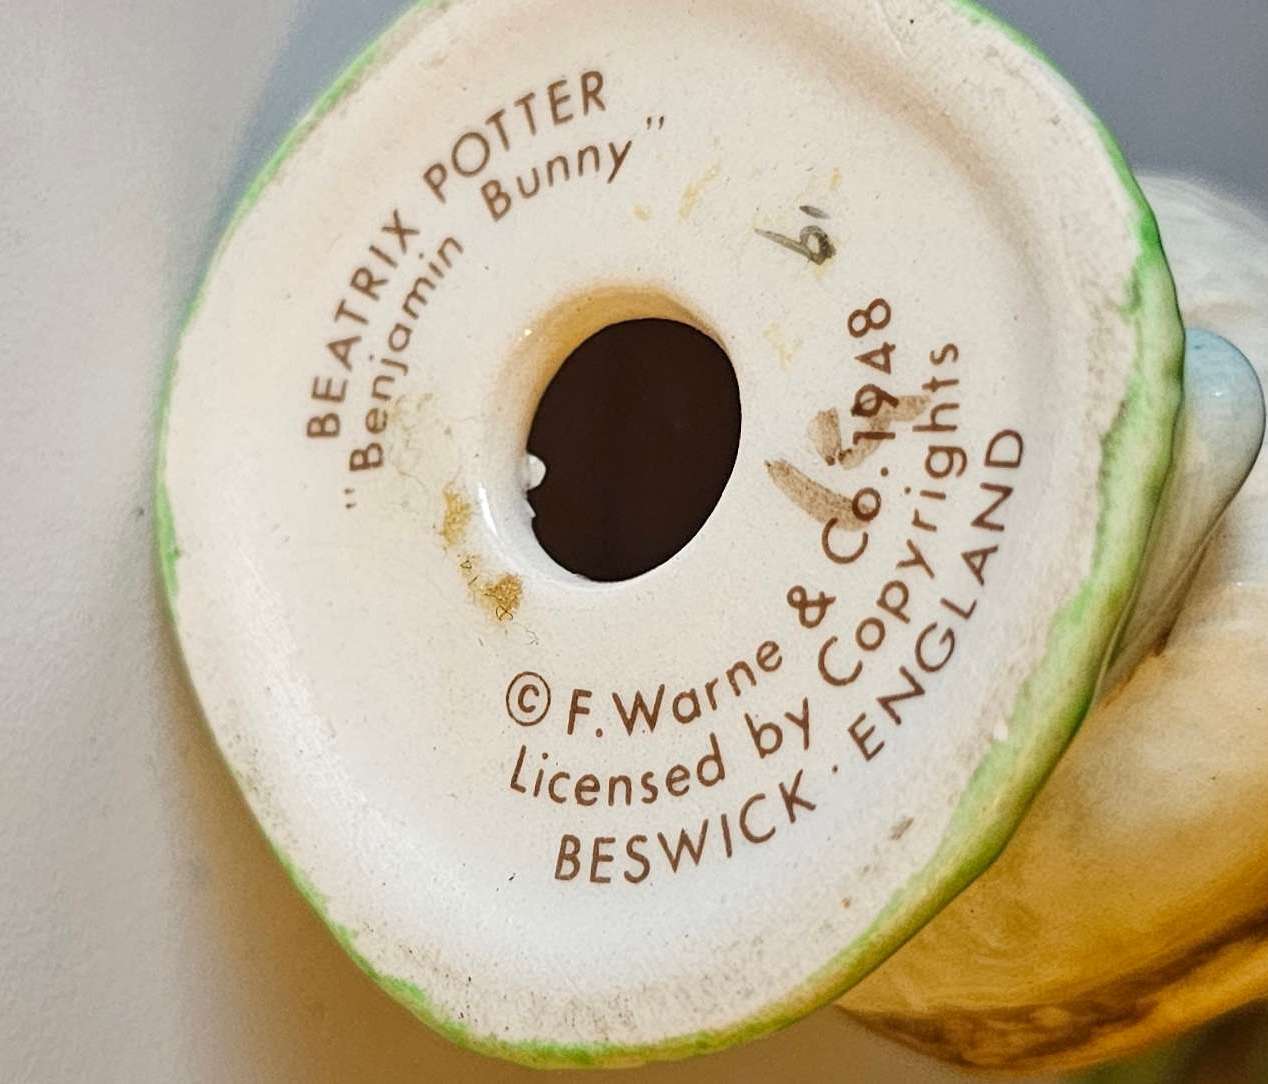 BEATRIX POTTER
"Benjamin Bunny"
© F. Warne & Co. 1948
Licensed by Copyrights
BESWICK · ENGLAND